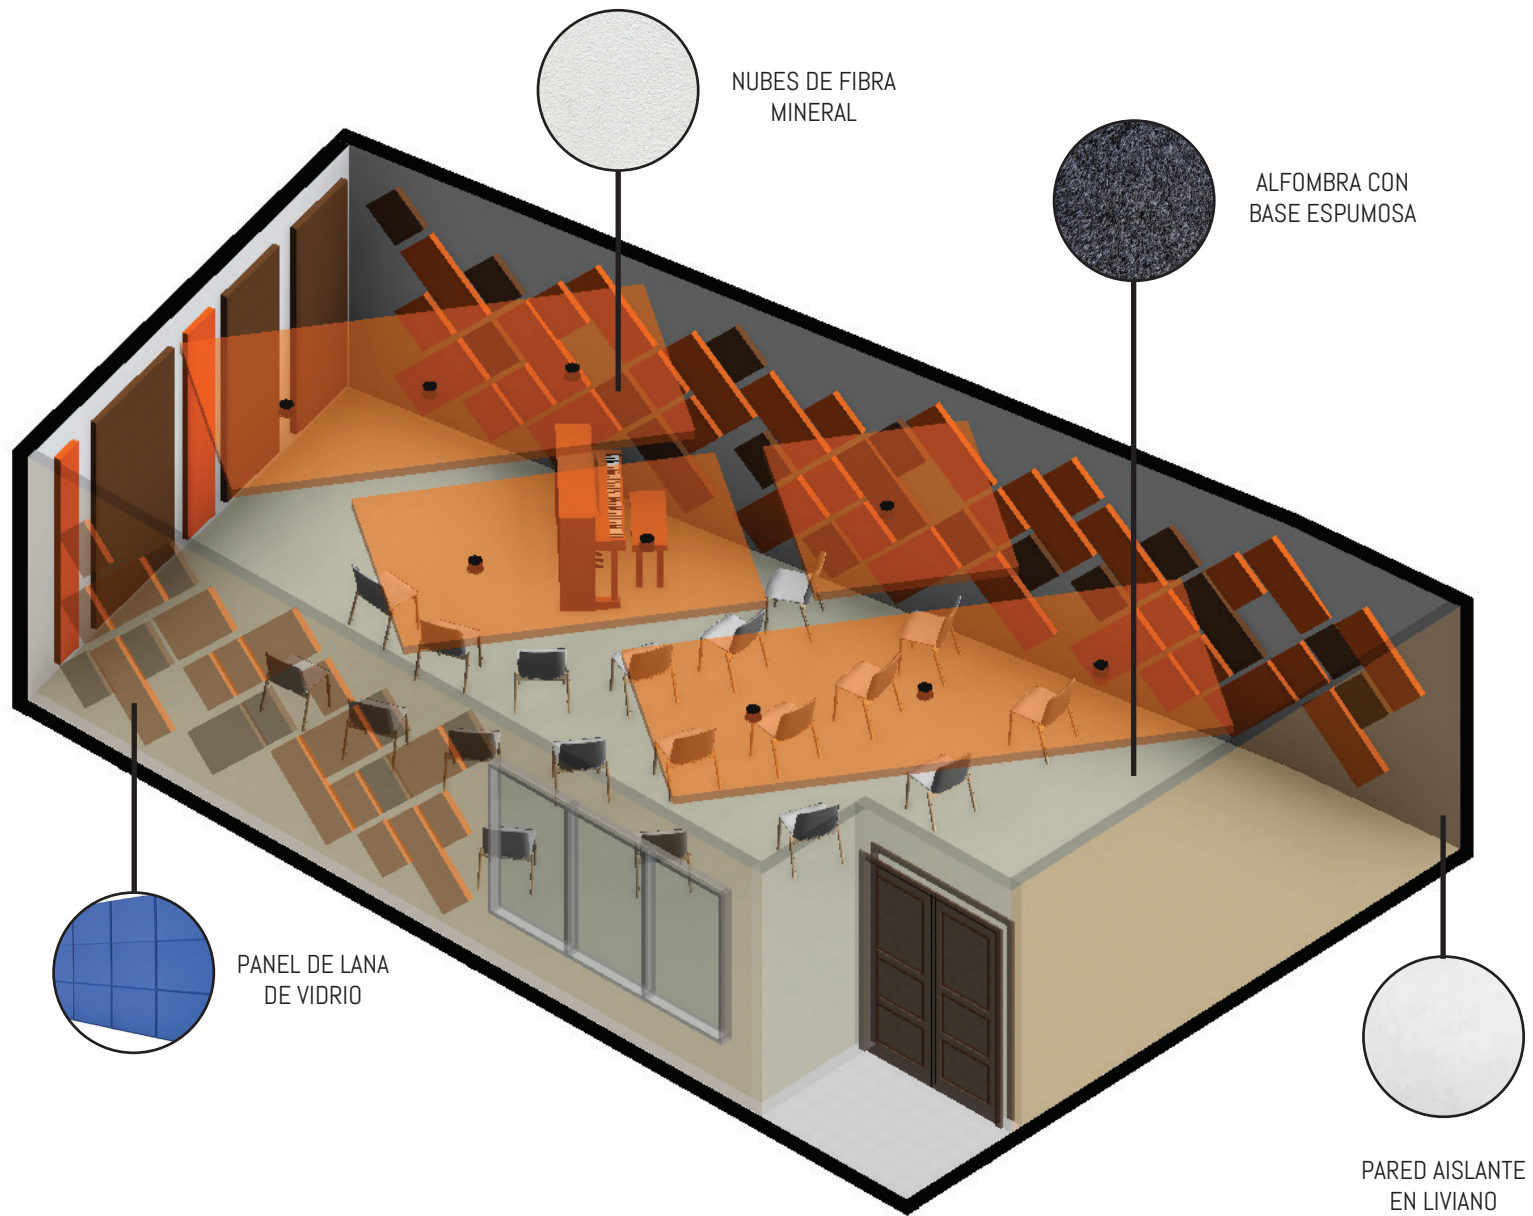 NUBES DE FIBRA
MINERAL
ALFOMBRA CON
BASE ESPUMOSA
PANEL DE LANA
DE VIDRIO
PARED AISLANTE
EN LIVIANO